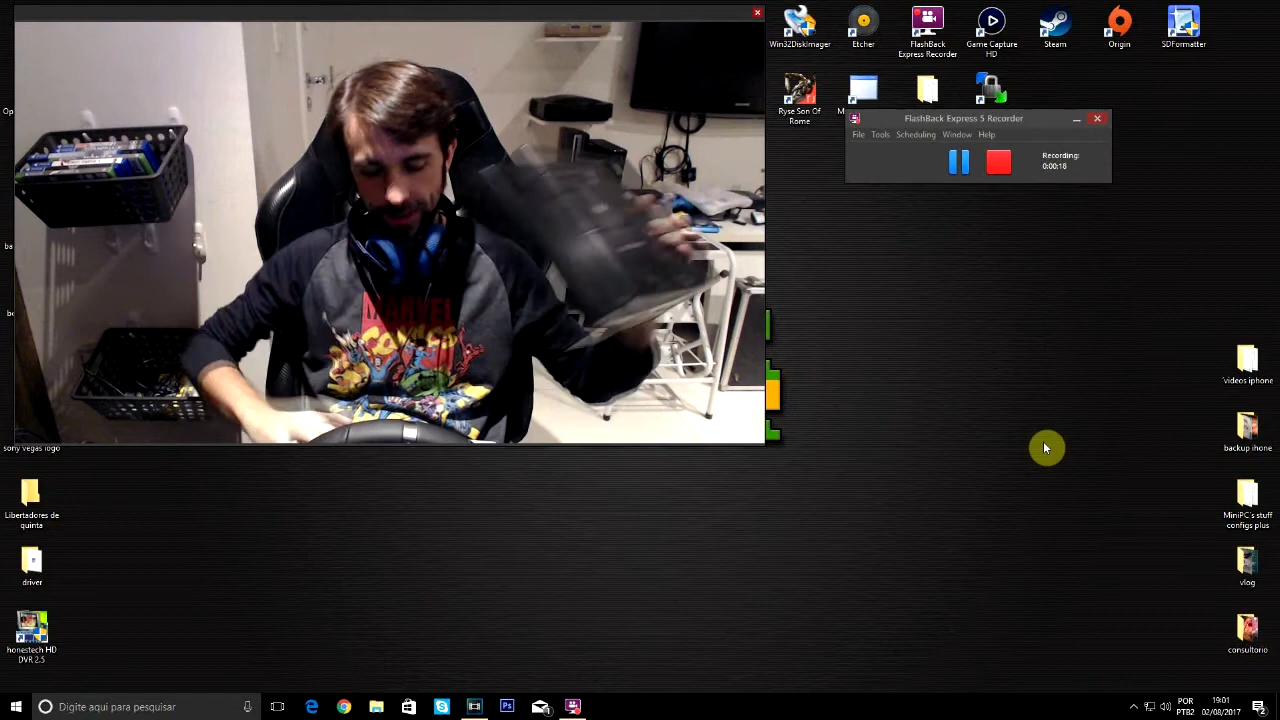 Win32DiskImager
Etcher
FlashBack
Express Recorder
Game Capture
HD
Steam
Origin
SDFormatter
Ryse Son Of
Rome
FlashBack Express 5 Recorder
File Tools Scheduling Window Help
Recording:
0:00:18
MARVEL
COMICS
sony vegas logo
Libertadores de
quinta
driver
honestech HD
DVR 2.5
Videos iphone
backup ihone
MiniPC's stuff
configs plus
vlog
consultorio
Digite aqui para pesquisar
Ps
POR
PTB2
19:01
02/08/2017
2